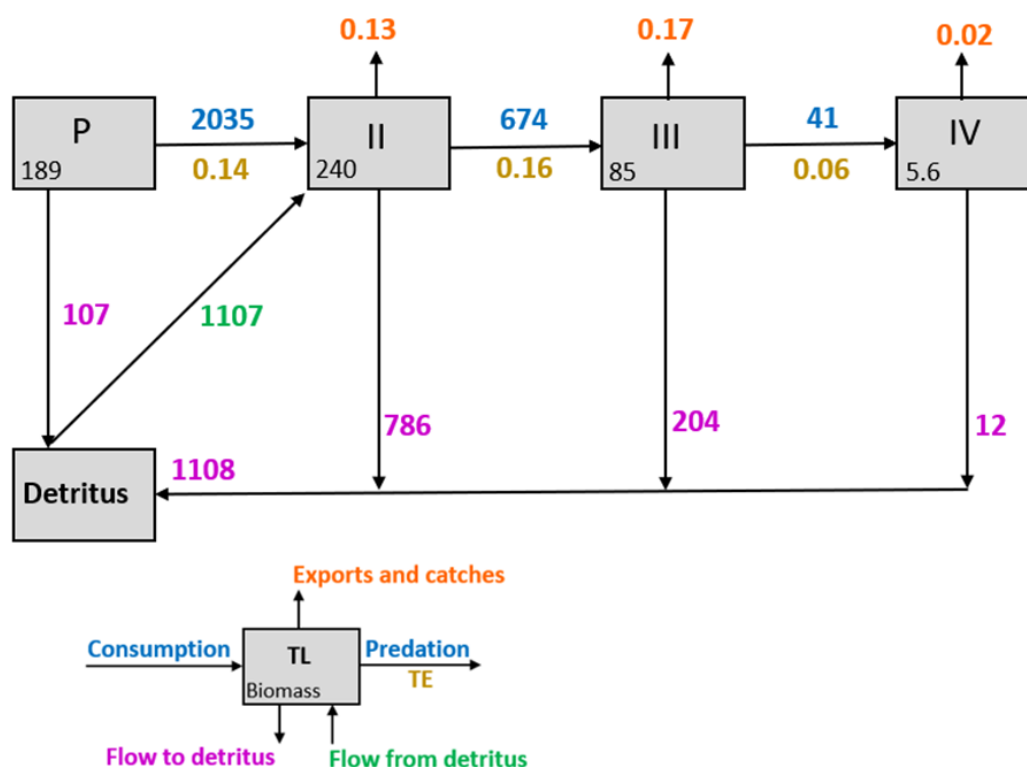 0.13
0.17
0.02
P
2035
II
674
III
41
IV
189
0.14
240
0.16
85
0.06
5.6
107
1107
786
204
12
1108
Detritus
Exports and catches
Consumption
TL
Predation
TE
Biomass
Flow to detritus
Flow from detritus